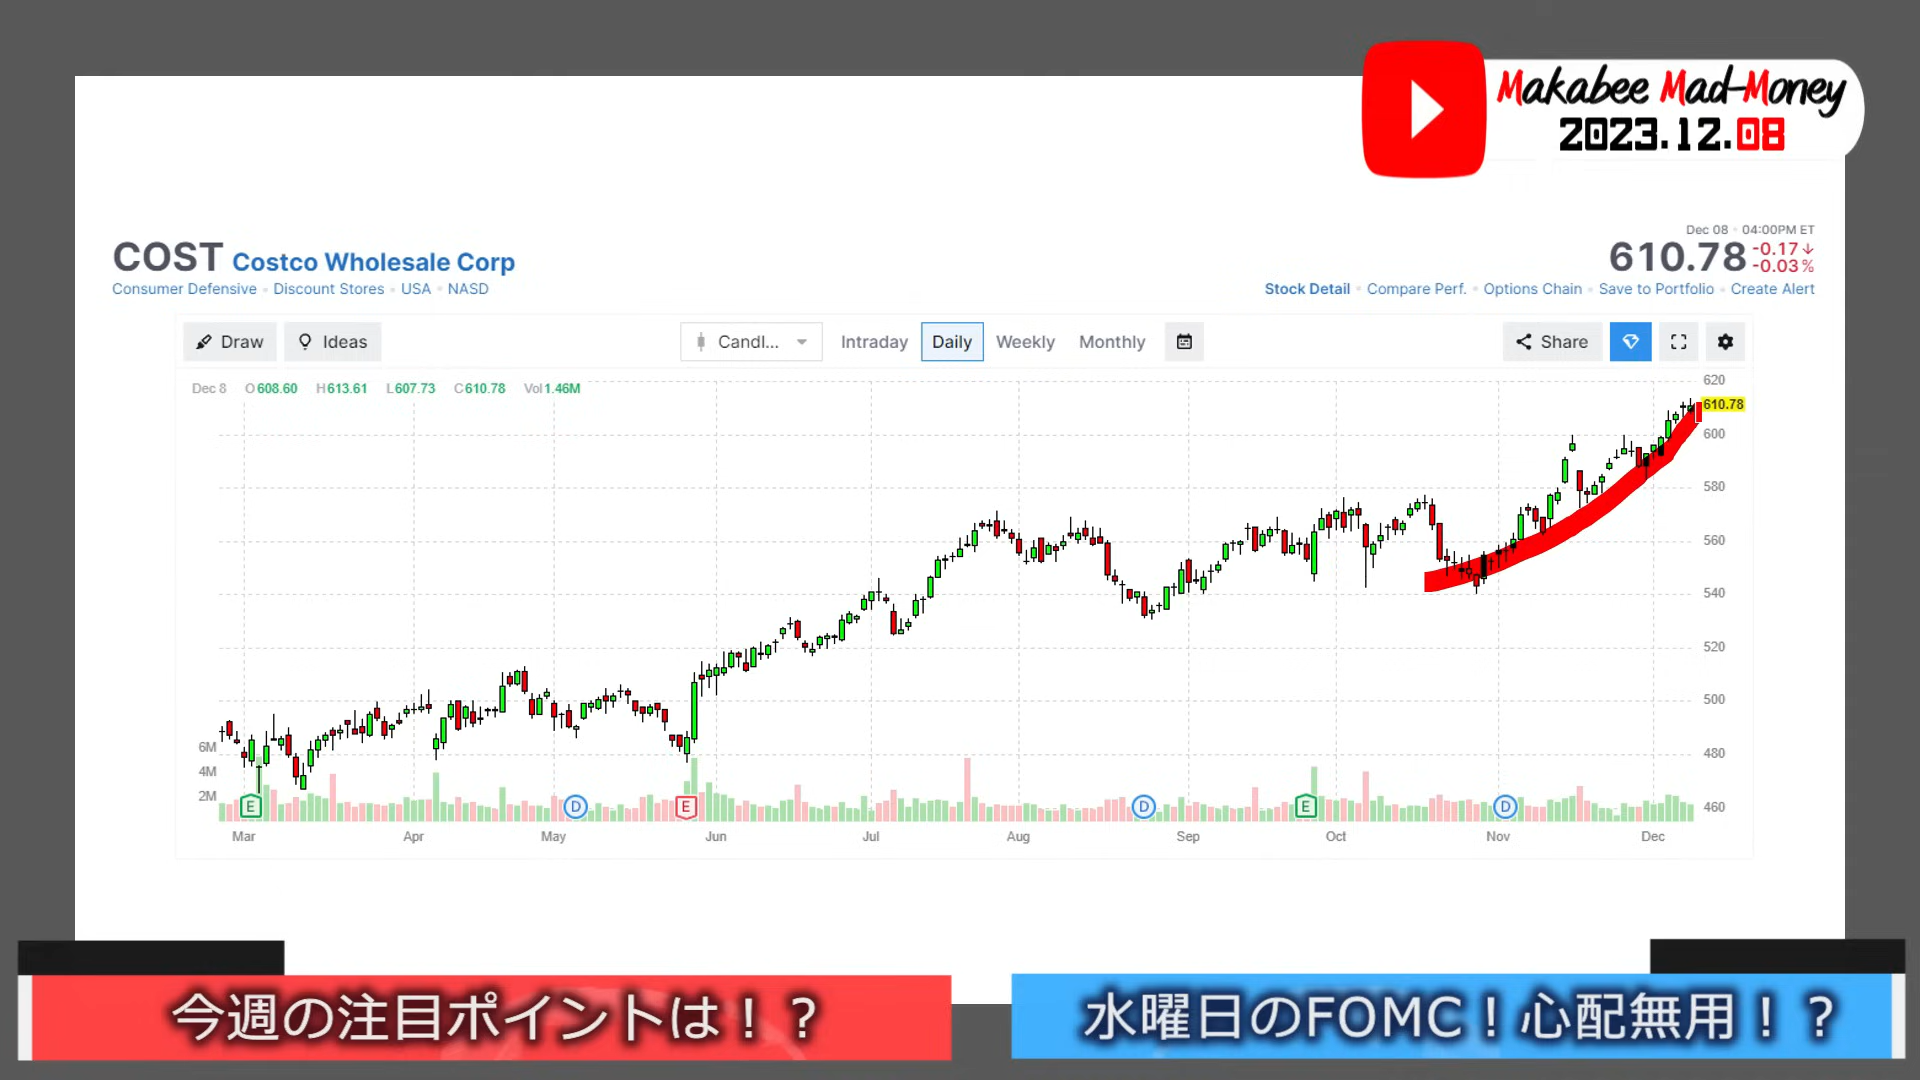 Makabee Mad-Money
2023.12.08
Dec 08 • 04:00PM ET
COST Costco Wholesale Corp
610.78 -0.17↓
-0.03%
Consumer Defensive • Discount Stores • USA • NASD
Stock Detail • Compare Perf. • Options Chain • Save to Portfolio • Create Alert
Draw Ideas Candl... Intraday Daily Weekly Monthly Share
Dec 8 O608.60 H613.61 L607.73 C610.78 Vol1.46M
620
610.78
600
580
560
540
520
500
480
460
6M
4M
2M
E D E D E D
Mar Apr May Jun Jul Aug Sep Oct Nov Dec
今週の注目ポイントは！？
水曜日のFOMC！心配無用！？